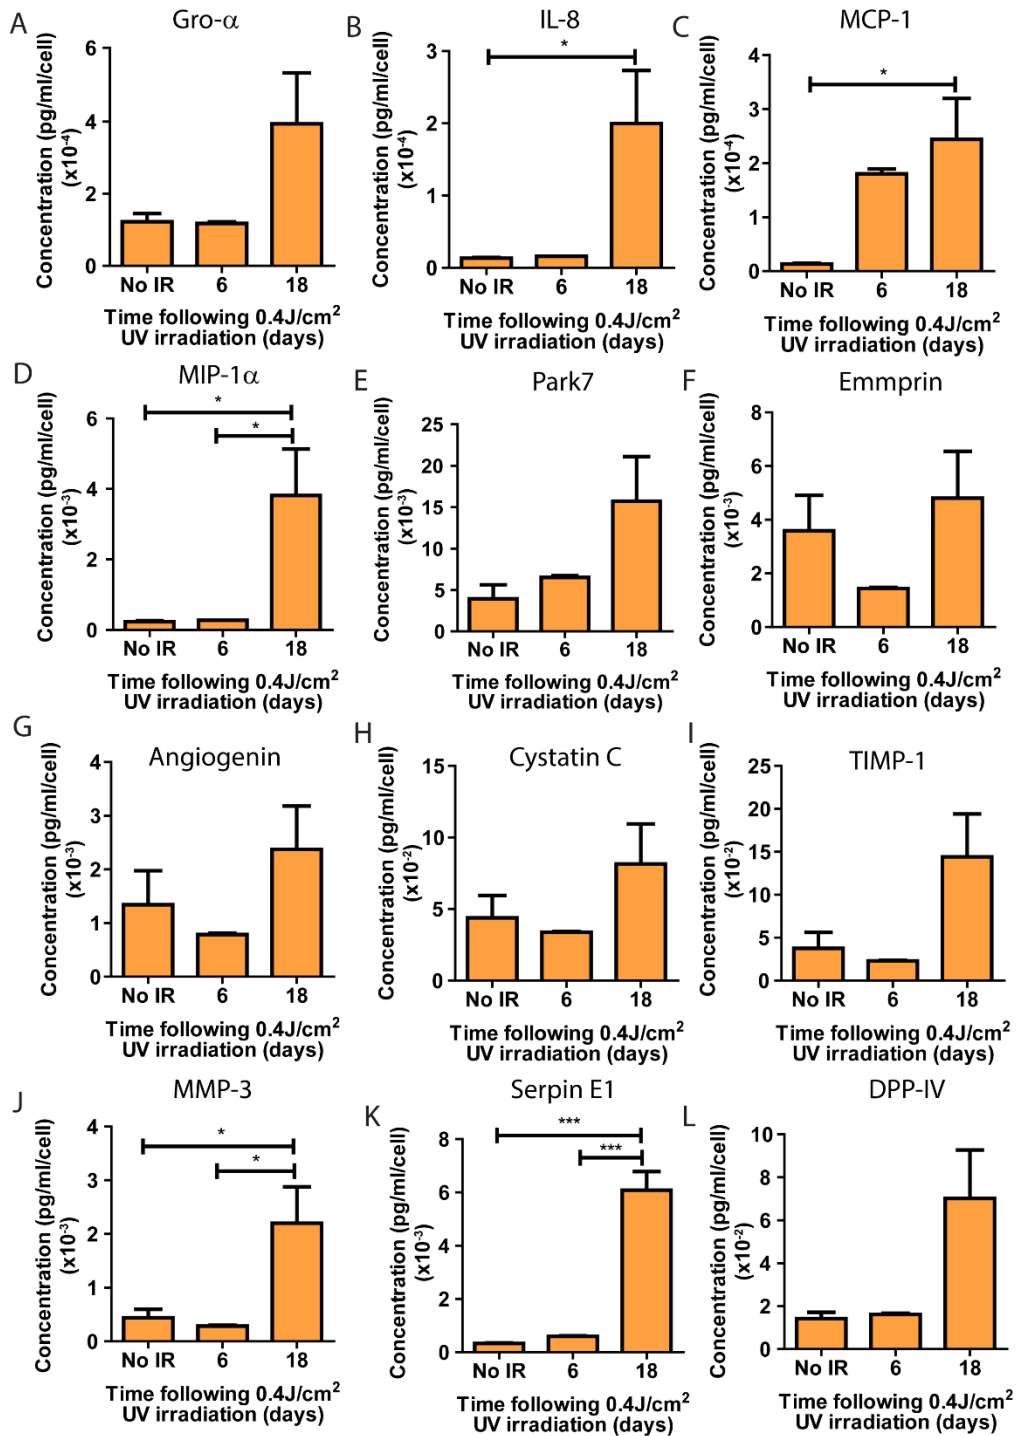 A
Gro-α
Concentration (pg/ml/cell)
(x10⁻⁴)
6
4
2
0
No IR 6 18
Time following 0.4J/cm²
UV irradiation (days)
B
IL-8
Concentration (pg/ml/cell)
(x10⁻⁴)
3
2
1
0
*
No IR 6 18
Time following 0.4J/cm²
UV irradiation (days)
C
MCP-1
Concentration (pg/ml/cell)
(x10⁻⁴)
4
3
2
1
0
*
No IR 6 18
Time following 0.4J/cm²
UV irradiation (days)
D
MIP-1α
Concentration (pg/ml/cell)
(x10⁻³)
6
4
2
0
*
*
No IR 6 18
Time following 0.4J/cm²
UV irradiation (days)
E
Park7
Concentration (pg/ml/cell)
(x10⁻³)
25
20
15
10
5
0
No IR 6 18
Time following 0.4J/cm²
UV irradiation (days)
F
Emmprin
Concentration (pg/ml/cell)
(x10⁻³)
8
6
4
2
0
No IR 6 18
Time following 0.4J/cm²
UV irradiation (days)
G
Angiogenin
Concentration (pg/ml/cell)
(x10⁻³)
4
3
2
1
0
No IR 6 18
Time following 0.4J/cm²
UV irradiation (days)
H
Cystatin C
Concentration (pg/ml/cell)
(x10⁻²)
15
10
5
0
No IR 6 18
Time following 0.4J/cm²
UV irradiation (days)
I
TIMP-1
Concentration (pg/ml/cell)
(x10⁻²)
25
20
15
10
5
0
No IR 6 18
Time following 0.4J/cm²
UV irradiation (days)
J
MMP-3
Concentration (pg/ml/cell)
(x10⁻³)
4
3
2
1
0
*
*
No IR 6 18
Time following 0.4J/cm²
UV irradiation (days)
K
Serpin E1
Concentration (pg/ml/cell)
(x10⁻³)
8
6
4
2
0
***
***
No IR 6 18
Time following 0.4J/cm²
UV irradiation (days)
L
DPP-IV
Concentration (pg/ml/cell)
(x10⁻²)
10
8
6
4
2
0
No IR 6 18
Time following 0.4J/cm²
UV irradiation (days)